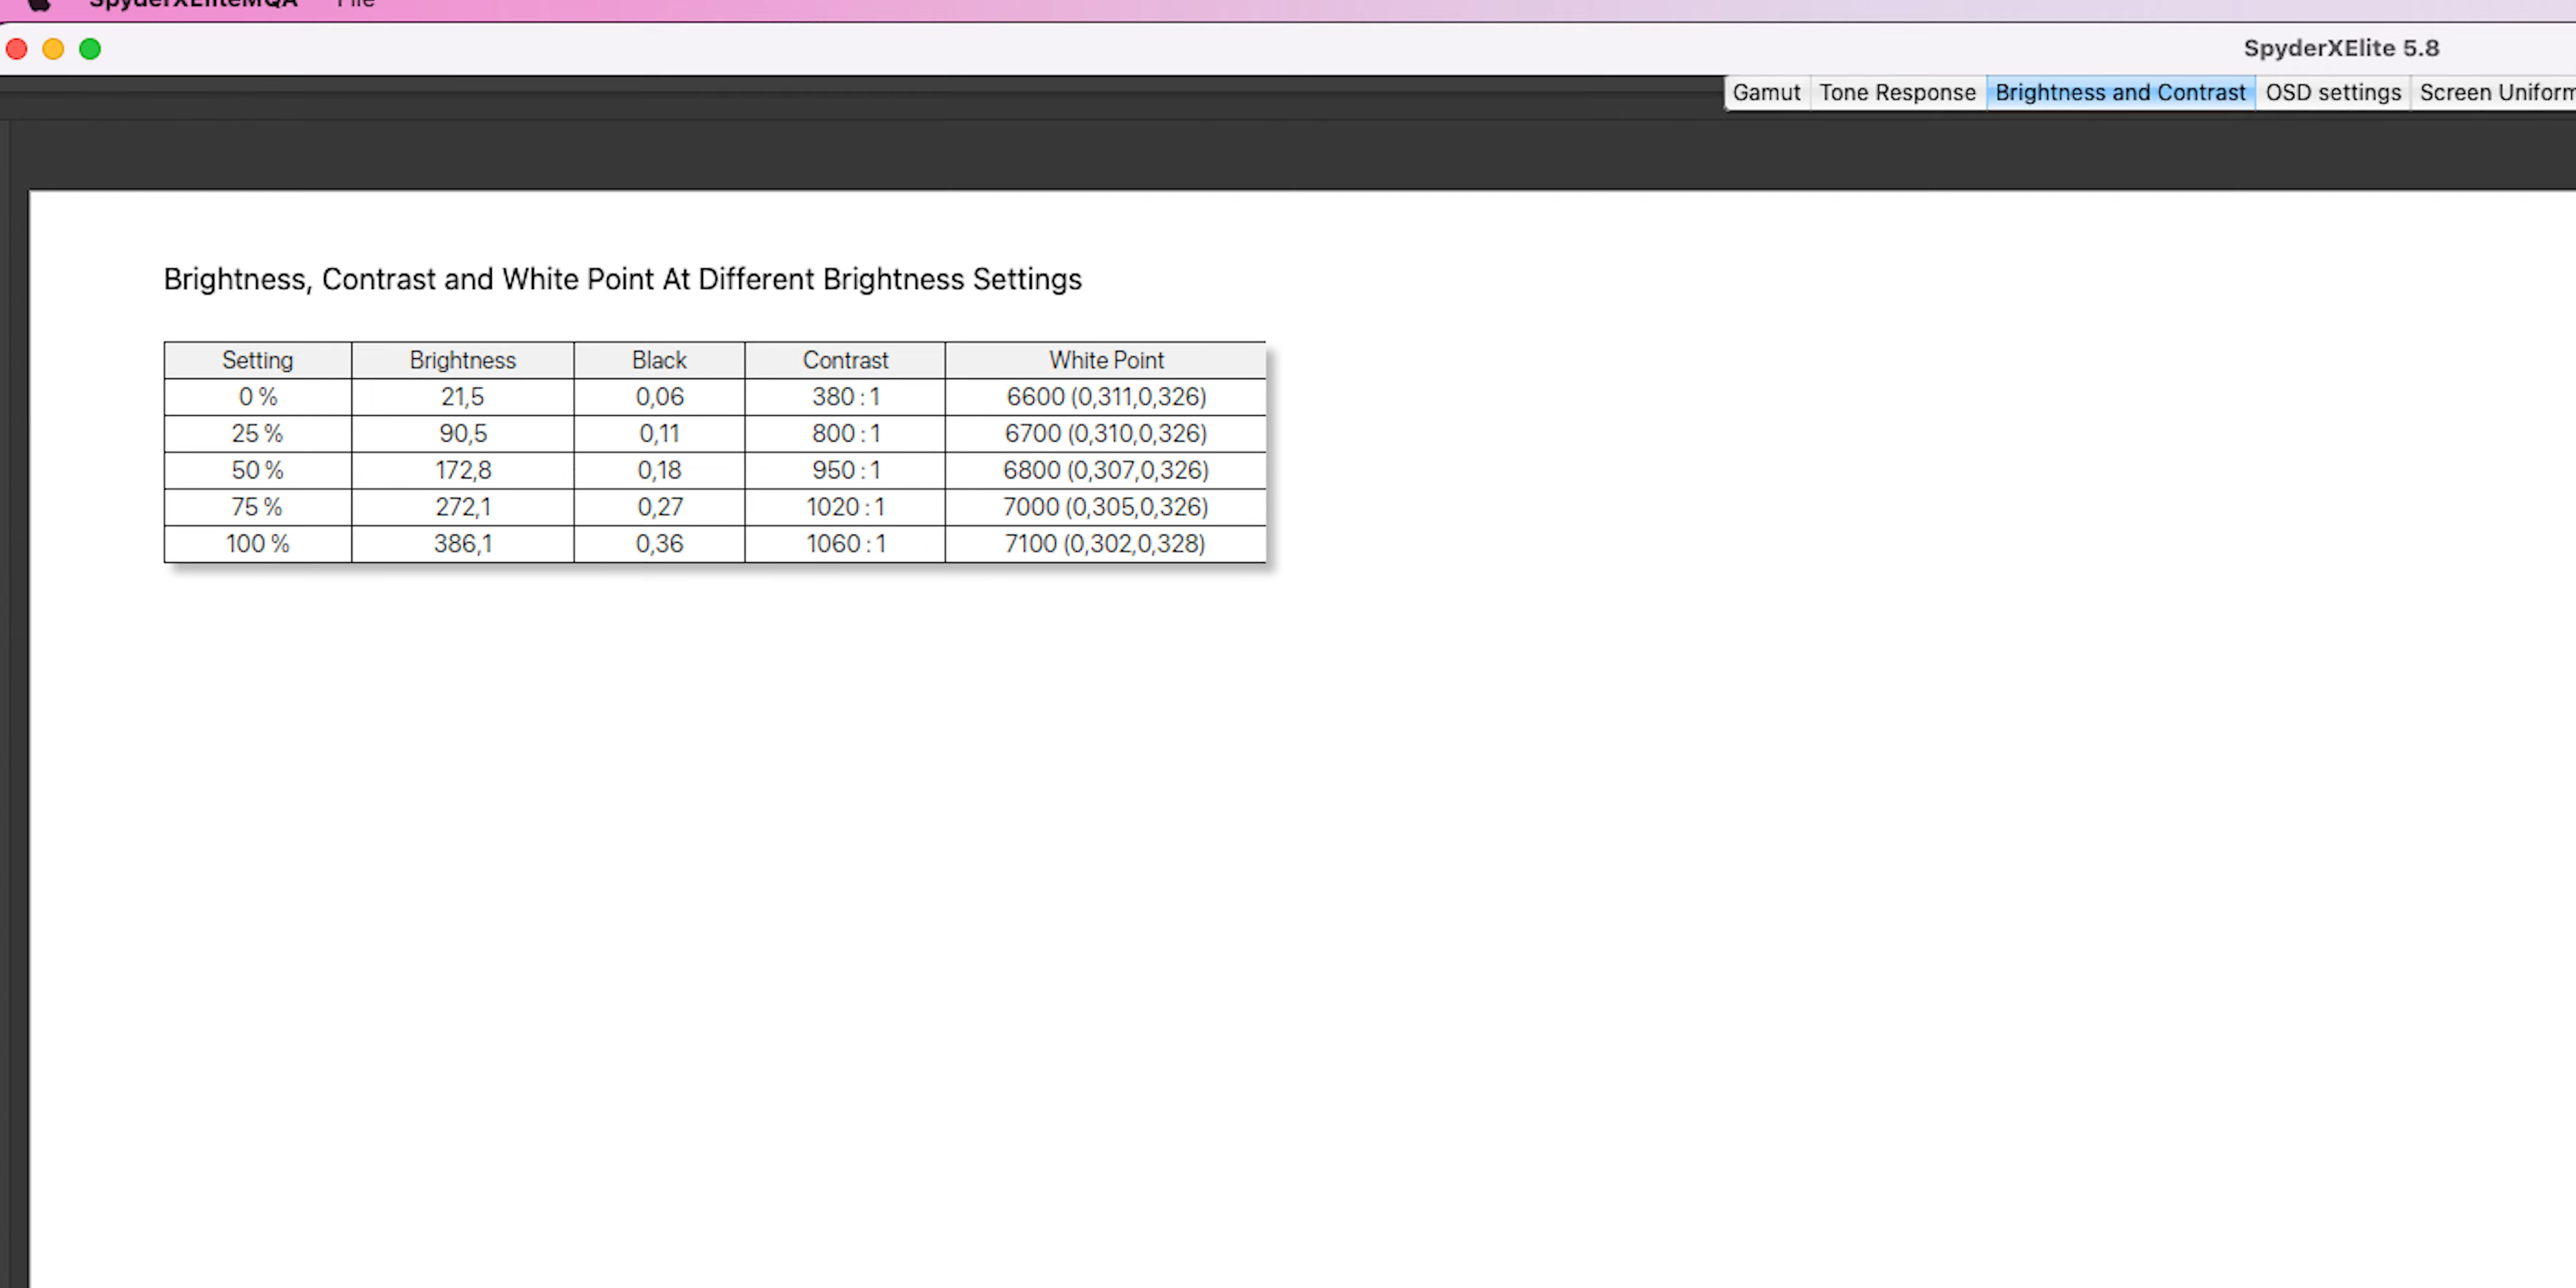 SpyderXEliteMQA File
SpyderXElite 5.8
Gamut Tone Response Brightness and Contrast OSD settings Screen Uniform
Brightness, Contrast and White Point At Different Brightness Settings
Setting Brightness Black Contrast White Point
0 % 21,5 0,06 380 : 1 6600 (0,311,0,326)
25 % 90,5 0,11 800 : 1 6700 (0,310,0,326)
50 % 172,8 0,18 950 : 1 6800 (0,307,0,326)
75 % 272,1 0,27 1020 : 1 7000 (0,305,0,326)
100 % 386,1 0,36 1060 : 1 7100 (0,302,0,328)